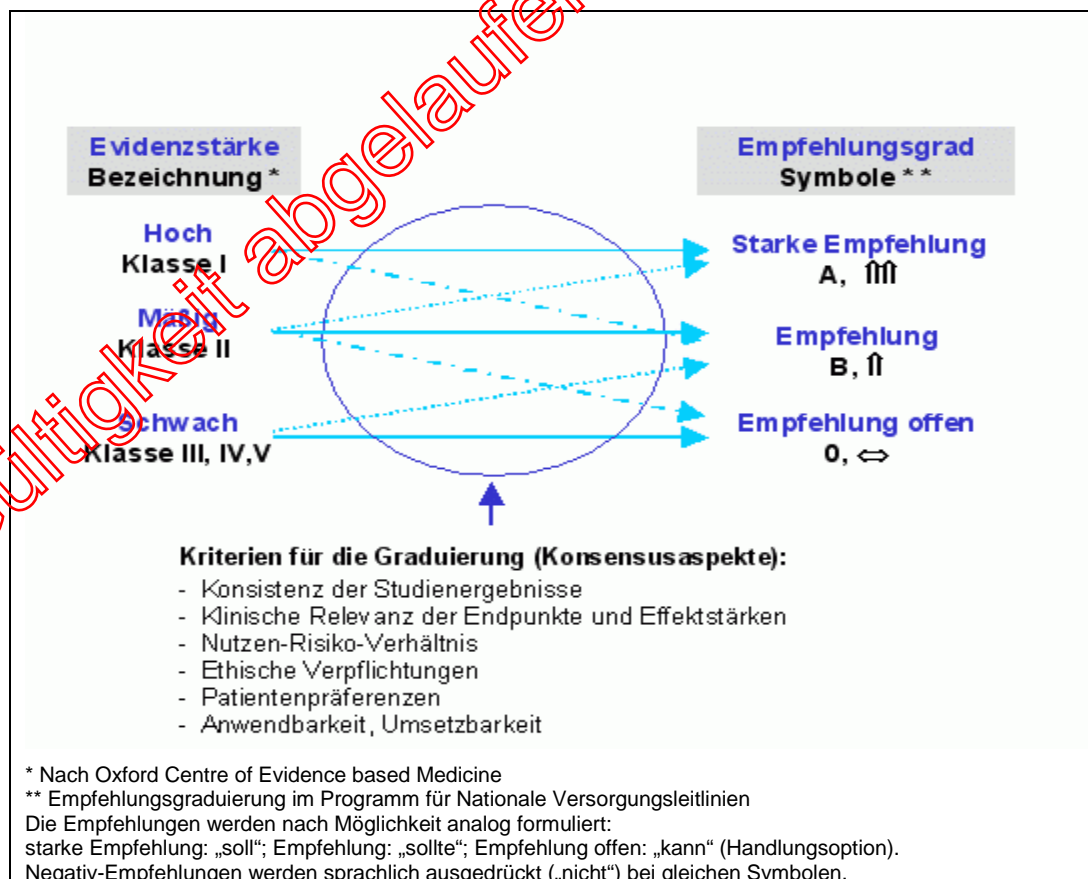 Gültigkeit abgelaufen
Evidenzstärke
Bezeichnung *
Empfehlungsgrad
Symbole * *
Hoch
Klasse I
Starke Empfehlung
A, ⇑⇑
Mäßig
Klasse II
Empfehlung
B, ⇑
Schwach
Klasse III, IV,V
Empfehlung offen
0, ⇔
Kriterien für die Graduierung (Konsensusaspekte):
- Konsistenz der Studienergebnisse
- Klinische Relevanz der Endpunkte und Effektstärken
- Nutzen-Risiko-Verhältnis
- Ethische Verpflichtungen
- Patientenpräferenzen
- Anwendbarkeit, Umsetzbarkeit
* Nach Oxford Centre of Evidence based Medicine
** Empfehlungsgraduierung im Programm für Nationale Versorgungsleitlinien
Die Empfehlungen werden nach Möglichkeit analog formuliert:
starke Empfehlung: „soll“; Empfehlung: „sollte“; Empfehlung offen: „kann“ (Handlungsoption).
Negativ-Empfehlungen werden sprachlich ausgedrückt („nicht“) bei gleichen Symbolen.